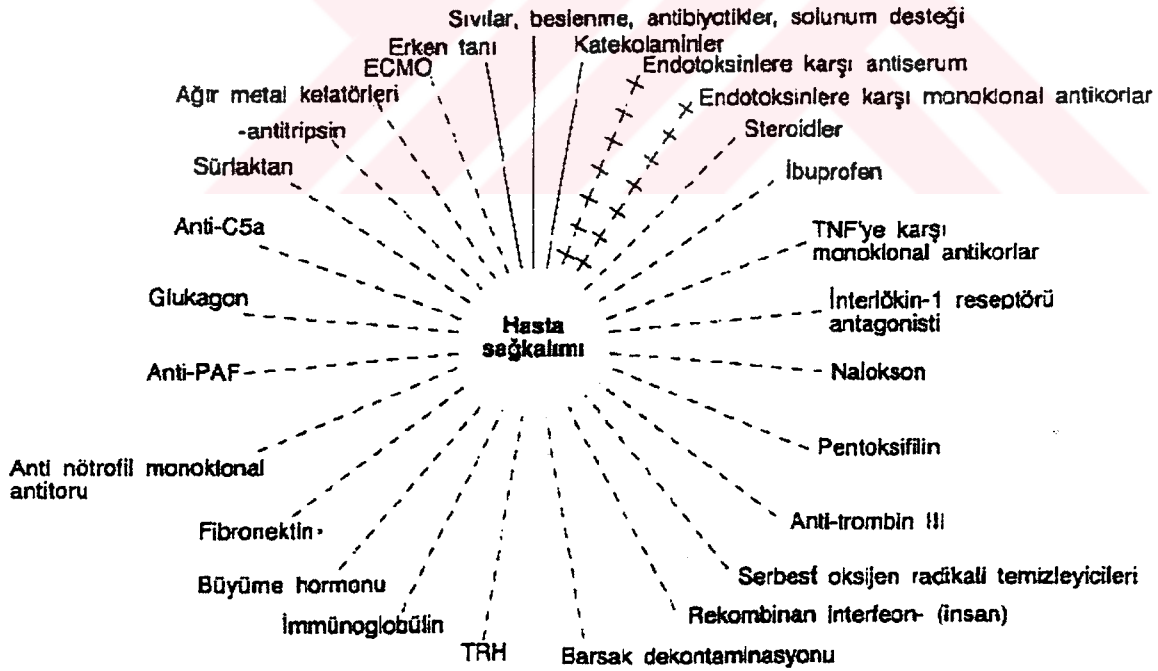 Sıvılar, beslenme, antibiyotikler, solunum desteği
Erken tanı
Katekolaminler
ECMO
Endotoksinlere karşı antiserum
Ağır metal kelatörleri
Endotoksinlere karşı monoklonal antikorlar
-antitripsin
Steroidler
Sürfaktan
İbuprofen
Anti-C5a
TNF'ye karşı
monoklonal antikorlar
Glukagon
İnterlökin-1 reseptörü
antagonisti
Hasta
sağkalımı
Anti-PAF
Nalokson
Pentoksifilin
Anti nötrofil monoklonal
antitoru
Fibronektin
Anti-trombin III
Büyüme hormonu
Serbest oksijen radikali temizleyicileri
İmmünoglobülin
Rekombinan interfeon- (insan)
TRH
Barsak dekontaminasyonu